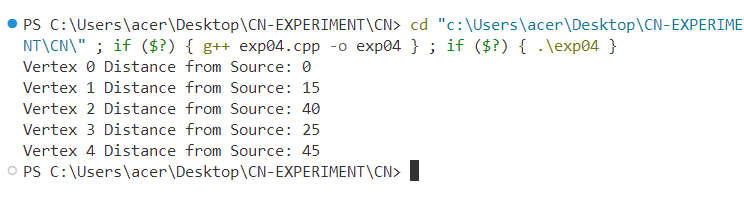 PS C:\Users\acer\Desktop\CN-EXPERIMENT\CN> cd "c:\Users\acer\Desktop\CN-EXPERIME
NT\CN\" ; if ($?) { g++ exp04.cpp -o exp04 } ; if ($?) { .\exp04 }
Vertex 0 Distance from Source: 0
Vertex 1 Distance from Source: 15
Vertex 2 Distance from Source: 40
Vertex 3 Distance from Source: 25
Vertex 4 Distance from Source: 45
PS C:\Users\acer\Desktop\CN-EXPERIMENT\CN>